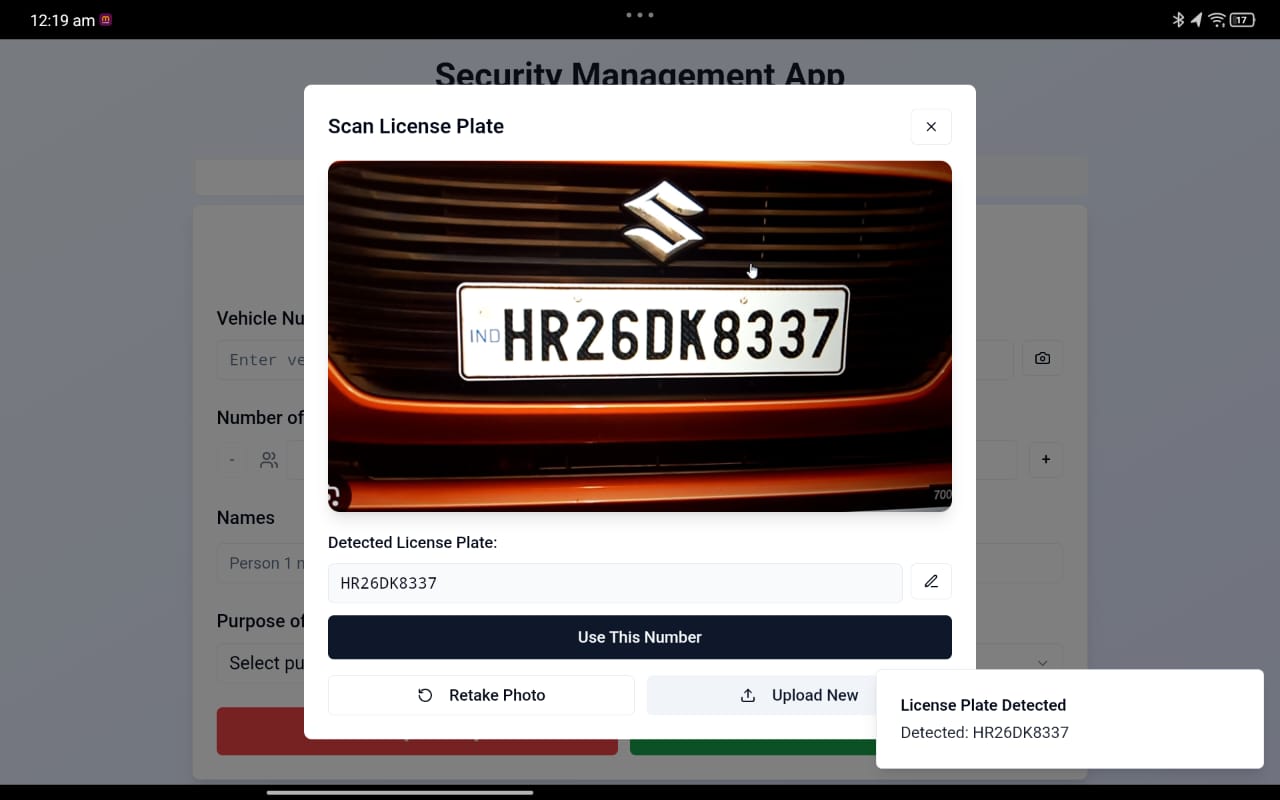 12:19 am
17
Security Management App
Scan License Plate
IND HR26DK8337
700
Vehicle Nu
Enter ve
Number of
-
+
Names
Person 1 n
Purpose of
Select pu
Detected License Plate:
HR26DK8337
Use This Number
Retake Photo
Upload New
License Plate Detected
Detected: HR26DK8337